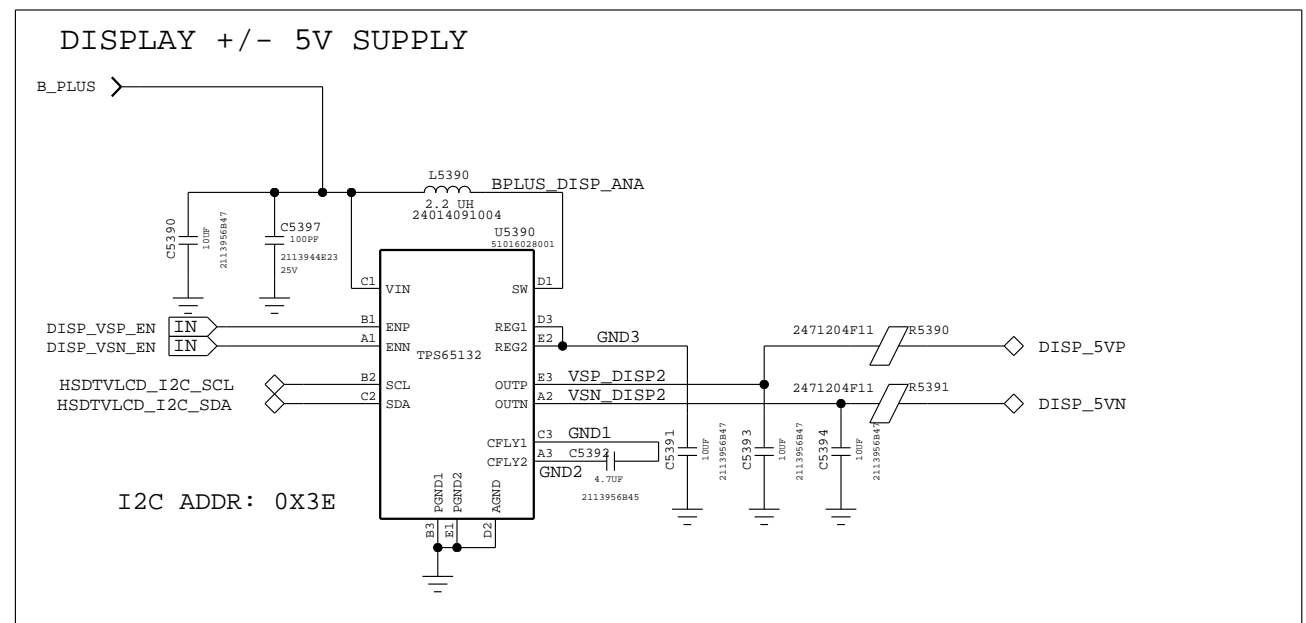 DISPLAY +/- 5V SUPPLY
B_PLUS
L5390
BPLUS_DISP_ANA
2.2 UH
24014091004
C5390
10UF
2113956B47
C5397
100PF
2113944E23
25V
U5390
51016028001
C1
VIN
SW
D1
DISP_VSP_EN
IN
B1
ENP
REG1
D3
DISP_VSN_EN
IN
A1
ENN
REG2
E2
GND3
TPS65132
2471204F11
R5390
DISP_5VP
HSDTVLCD_I2C_SCL
B2
SCL
OUTP
E3
VSP_DISP2
HSDTVLCD_I2C_SDA
C2
SDA
OUTN
A2
VSN_DISP2
2471204F11
R5391
DISP_5VN
CFLY1
C3
GND1
CFLY2
A3
C5392
GND2
4.7UF
2113956B45
C5391
10UF
2113956B47
C5393
10UF
2113956B47
C5394
10UF
2113956B47
I2C ADDR: 0X3E
PGND1
PGND2
AGND
B3
E1
D2